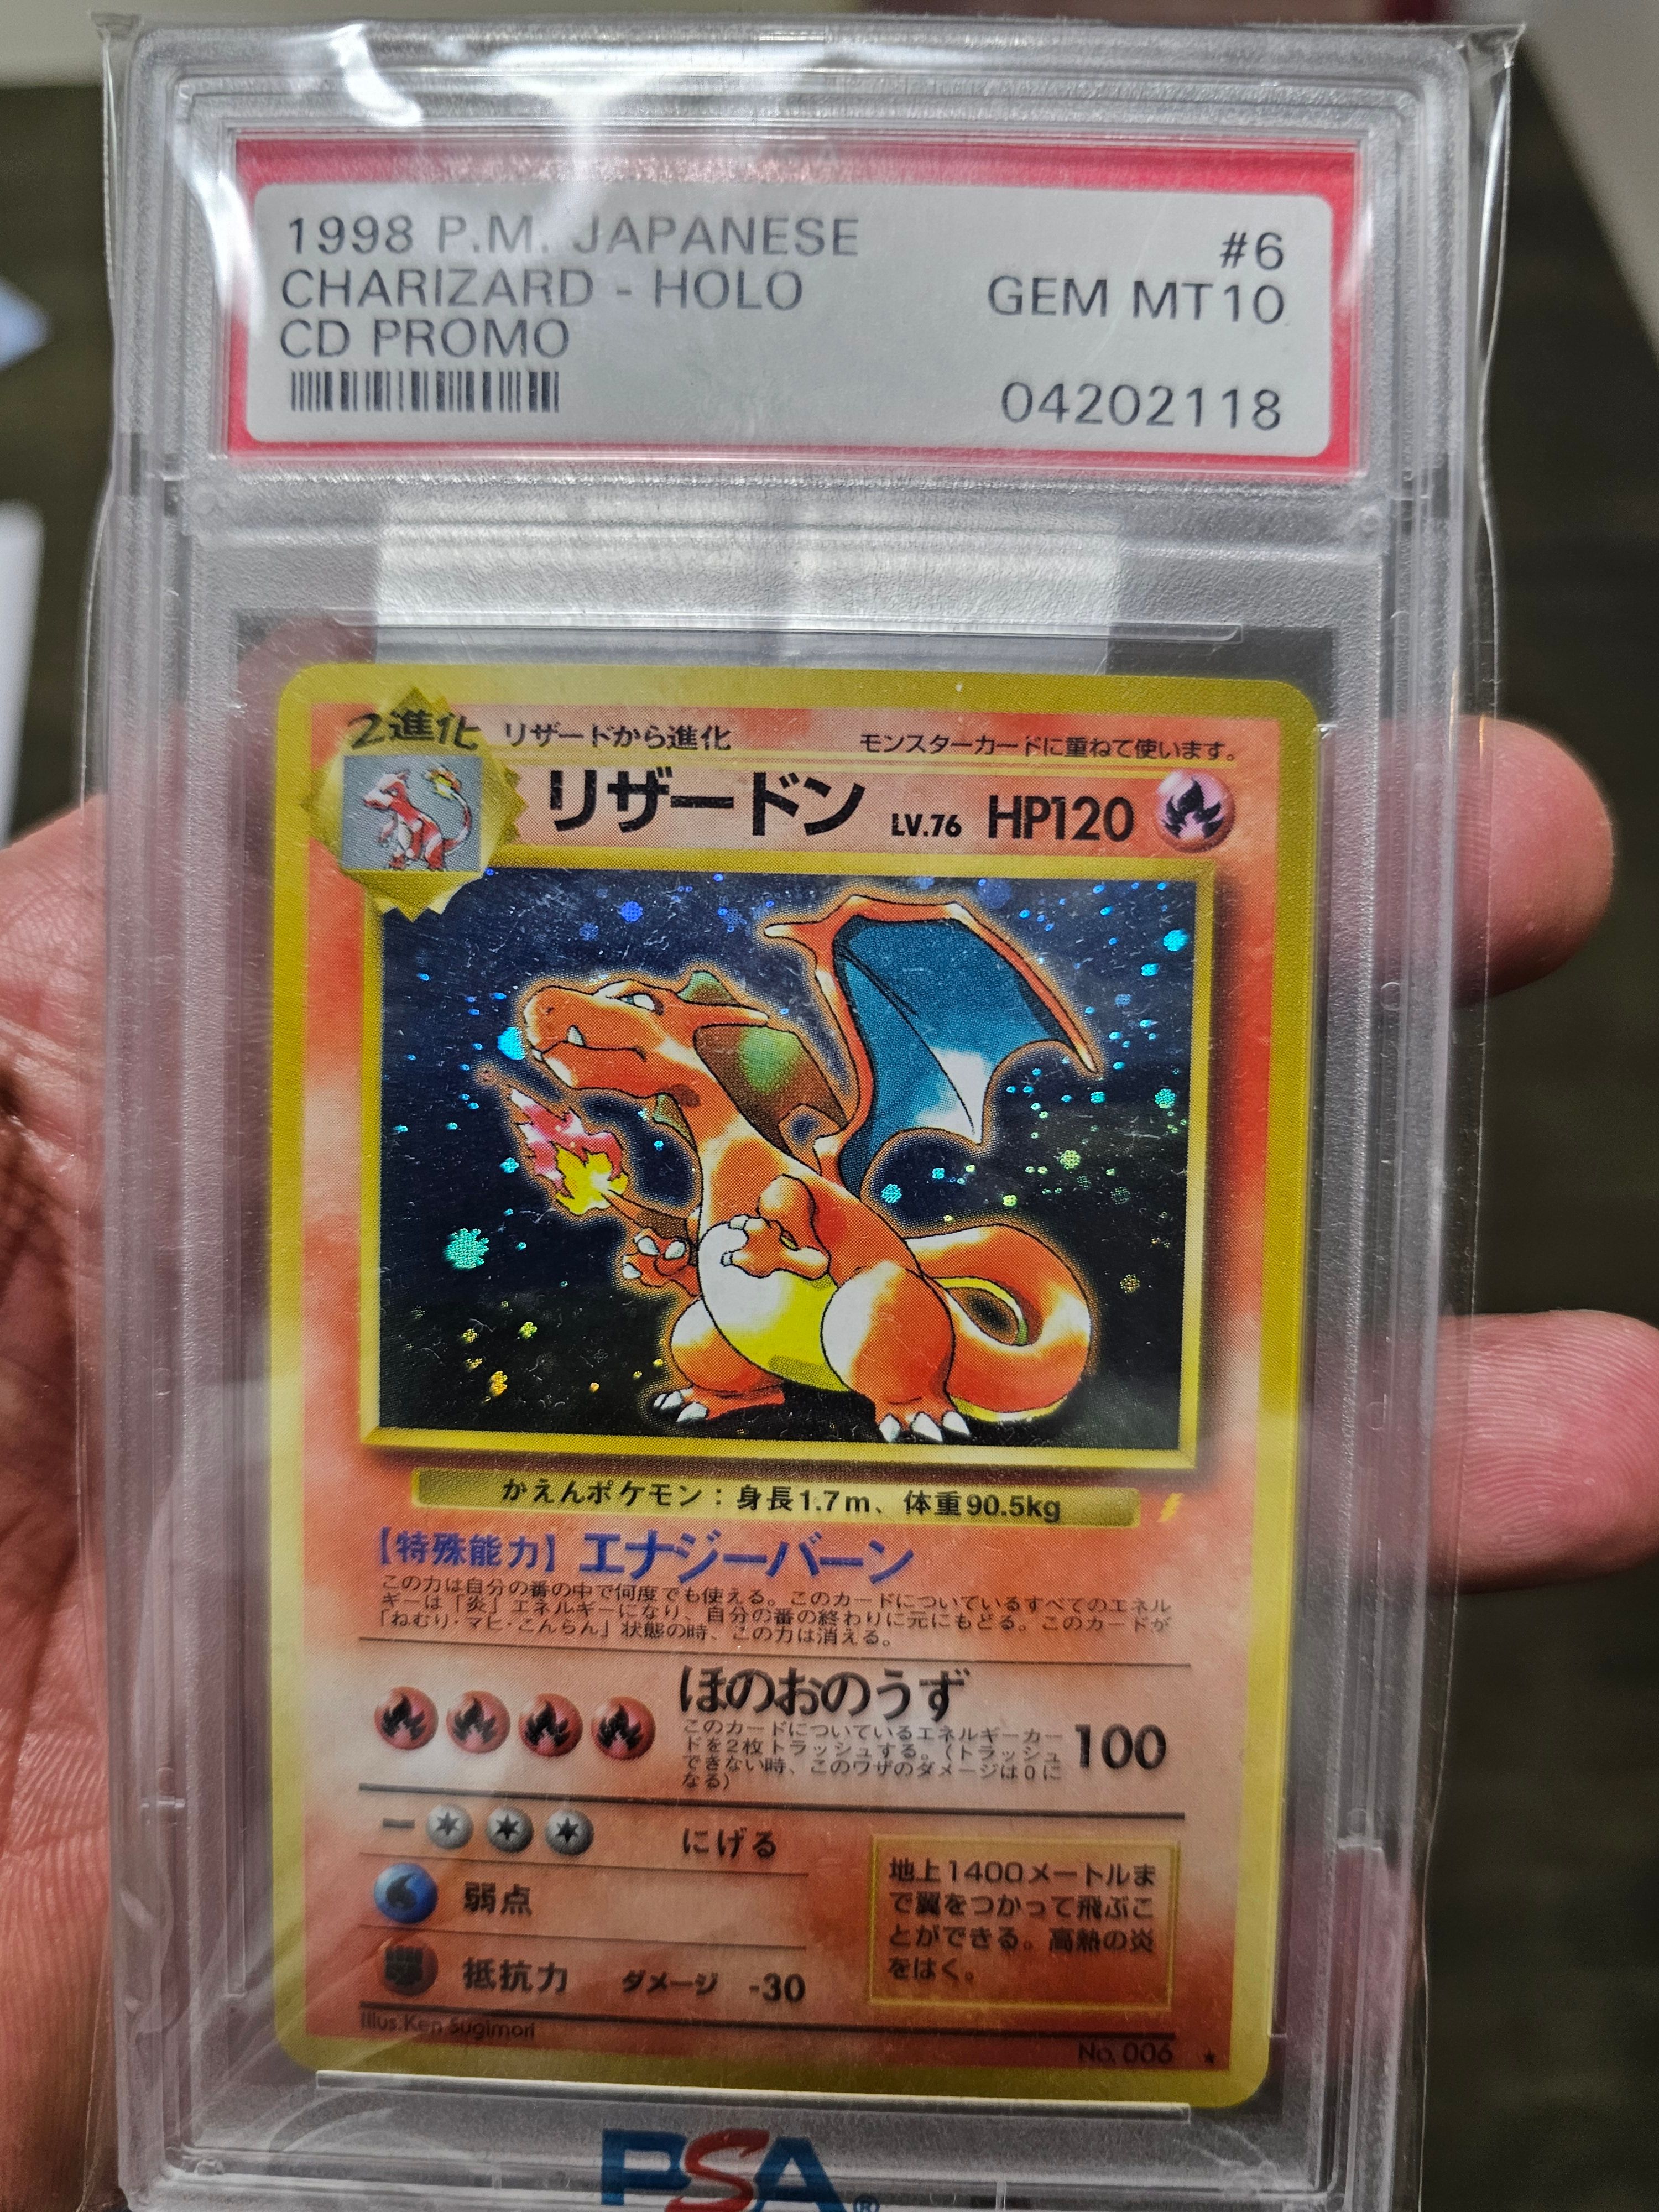 1998 P.M. JAPANESE #6
CHARIZARD - HOLO GEM MT 10
CD PROMO
04202118
2進化 リザードから進化 モンスターカードに重ねて使います。
リザードン LV.76 HP120
かえんポケモン：身長1.7m、体重90.5kg
【特殊能力】エナジーバーン
この力は自分の番の中で何度でも使える。このカードについているすべてのエネル
ギーは「炎」エネルギーになり、自分の番の終わりに元にもどる。このカードが
「ねむり・マヒ・こんらん」状態の時、この力は消える。
ほのおのうず 100
このカードについているエネルギーカー
ドを2枚トラッシュする。（トラッシュ
できない時、このワザのダメージは0に
なる）
にげる
弱点
抵抗力 ダメージ -30
地上1400メートルま
で翼をつかって飛ぶこ
とができる。高熱の炎
をはく。
Illus.Ken Sugimori
No. 006 ★
PSA®